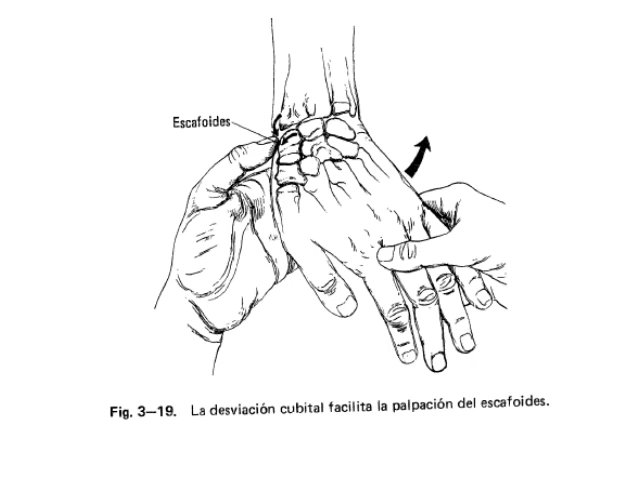 Escafoides
Fig. 3—19. La desviación cubital facilita la palpación del escafoides.